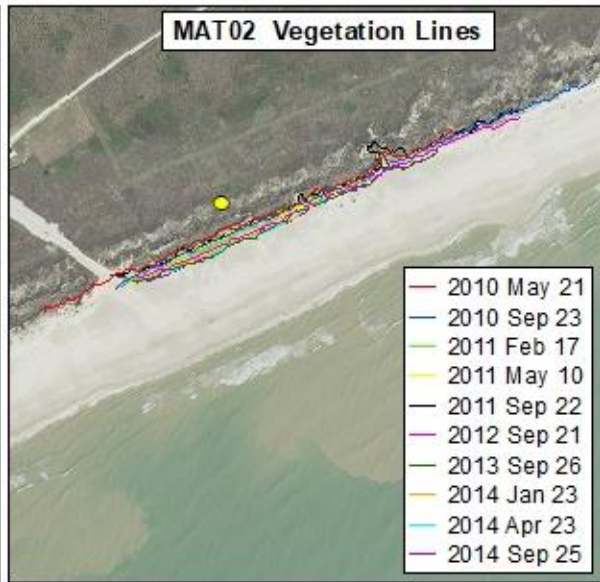 MAT02 Vegetation Lines
2010 May 21
2010 Sep 23
2011 Feb 17
2011 May 10
2011 Sep 22
2012 Sep 21
2013 Sep 26
2014 Jan 23
2014 Apr 23
2014 Sep 25